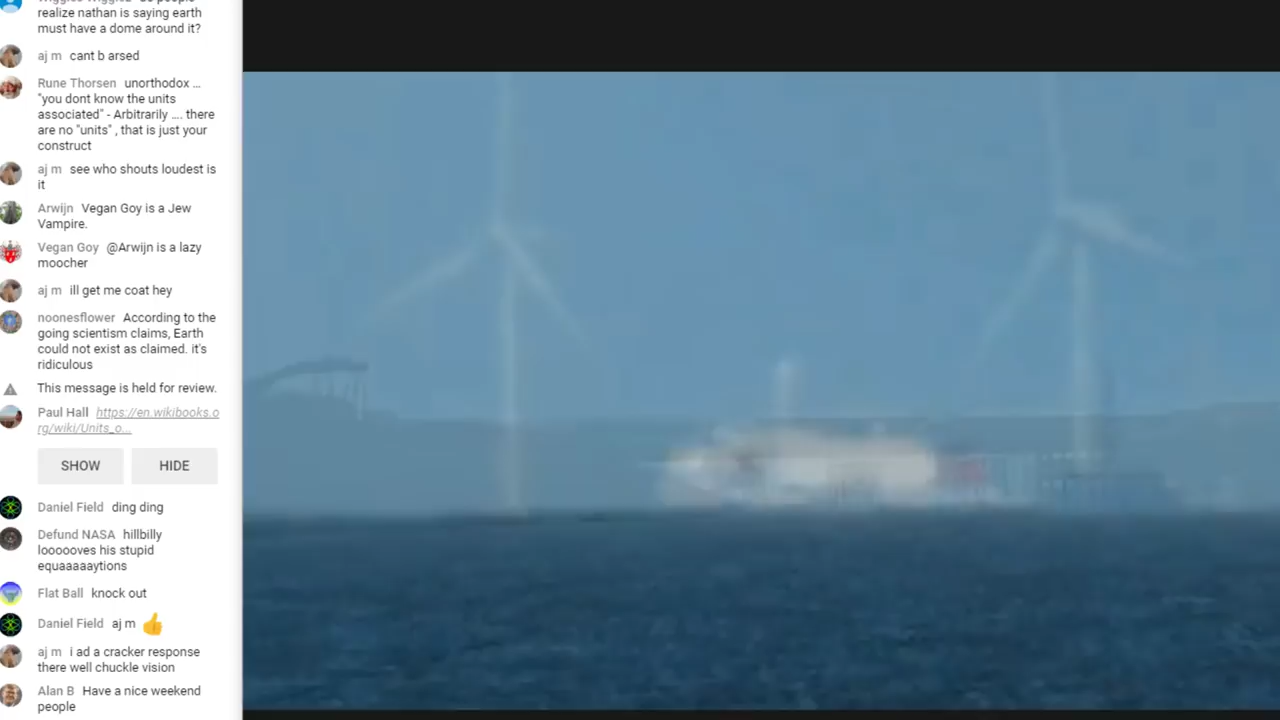 realize nathan is saying earth
must have a dome around it?
aj m cant b arsed
Rune Thorsen unorthodox ...
"you dont know the units
associated" - Arbitrarily .... there
are no "units" , that is just your
construct
aj m see who shouts loudest is
it
Arwijn Vegan Goy is a Jew
Vampire.
Vegan Goy @Arwijn is a lazy
moocher
aj m ill get me coat hey
noonesflower According to the
going scientism claims, Earth
could not exist as claimed. it's
ridiculous
This message is held for review.
Paul Hall https://en.wikibooks.o
rg/wiki/Units_o...
SHOW HIDE
Daniel Field ding ding
Defund NASA hillbilly
loooooves his stupid
equaaaaaytions
Flat Ball knock out
Daniel Field aj m 👍
aj m i ad a cracker response
there well chuckle vision
Alan B Have a nice weekend
people